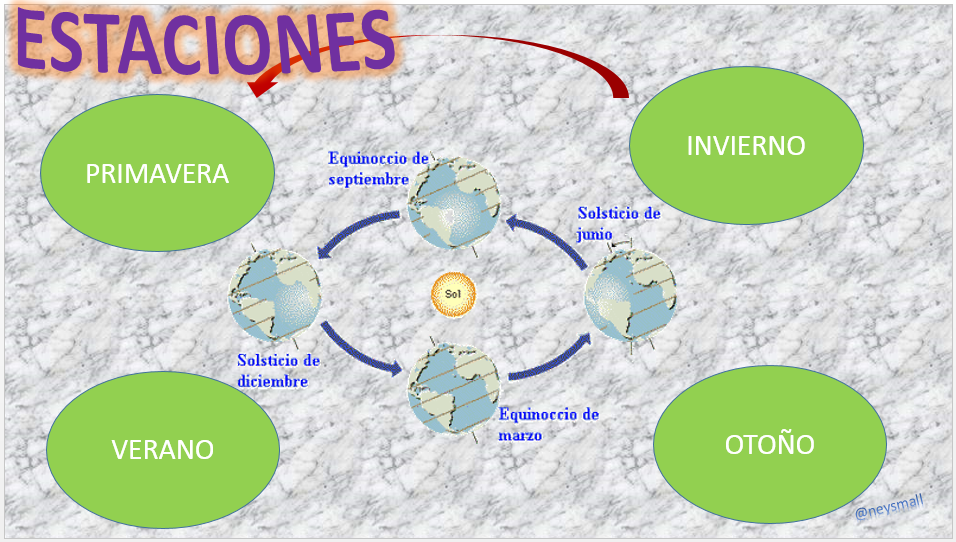 ESTACIONES
PRIMAVERA
INVIERNO
Equinoccio de
septiembre
Solsticio de
junio
Sol
Solsticio de
diciembre
Equinoccio de
marzo
VERANO
OTOÑO
@neysmall